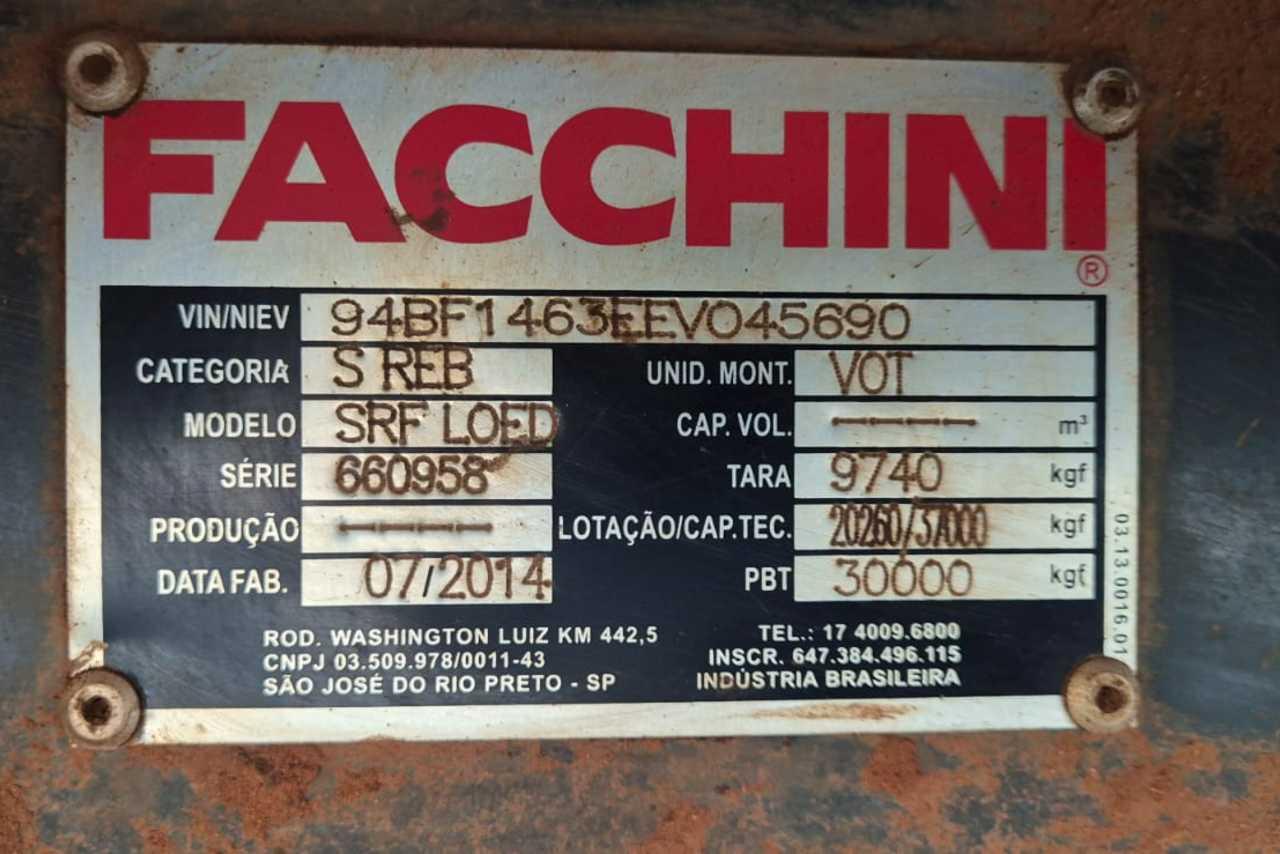 FACCHINI
®
VIN/NIEV 94BF1463EEV045690
CATEGORIA S REB UNID. MONT. VOT
MODELO SRF LOED CAP. VOL. ---- m³
SÉRIE 660958 TARA 9740 kgf
PRODUÇÃO ---- LOTAÇÃO/CAP.TEC. 20260/37000 kgf
DATA FAB. 07/2014 PBT 30000 kgf
ROD. WASHINGTON LUIZ KM 442,5 TEL.: 17 4009.6800
CNPJ 03.509.978/0011-43 INSCR. 647.384.496.115
SÃO JOSÉ DO RIO PRETO - SP INDÚSTRIA BRASILEIRA
03.13.0016.01